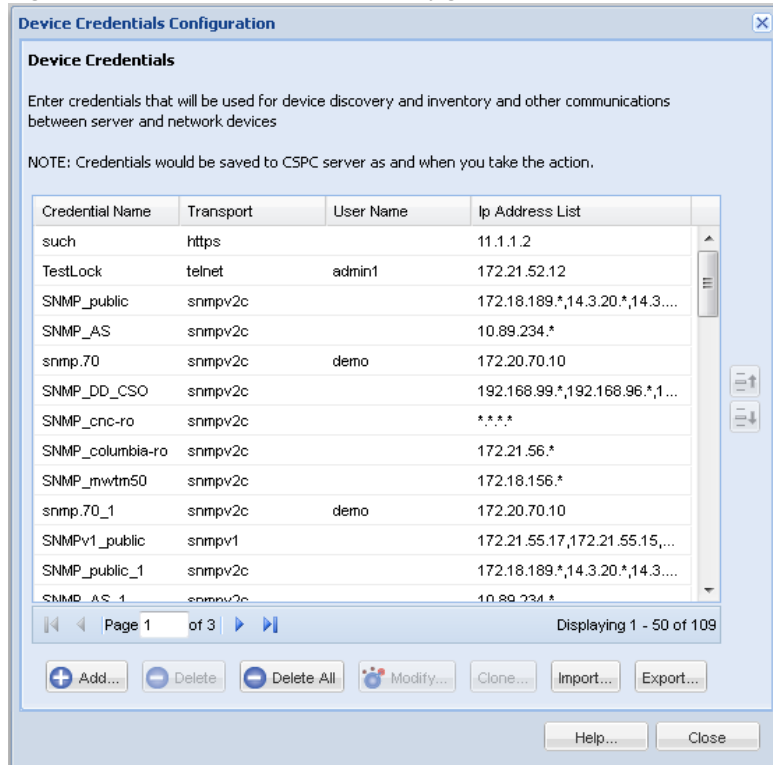 Device Credentials Configuration
Device Credentials
Enter credentials that will be used for device discovery and inventory and other communications
between server and network devices
NOTE: Credentials would be saved to CSPC server as and when you take the action.
Credential Name Transport User Name Ip Address List
such https 11.1.1.2
TestLock telnet admin1 172.21.52.12
SNMP_public snmpv2c 172.18.189.*,14.3.20.*,14.3....
SNMP_AS snmpv2c 10.89.234.*
snmp.70 snmpv2c demo 172.20.70.10
SNMP_DD_CSO snmpv2c 192.168.99.*,192.168.96.*,1...
SNMP_cnc-ro snmpv2c *.*.*.*
SNMP_columbia-ro snmpv2c 172.21.56.*
SNMP_mwtm50 snmpv2c 172.18.156.*
snmp.70_1 snmpv2c demo 172.20.70.10
SNMPv1_public snmpv1 172.21.55.17,172.21.55.15,...
SNMP_public_1 snmpv2c 172.18.189.*,14.3.20.*,14.3....
SNMP_AS_1 snmpv2c 10.89.234.*
Page 1 of 3 Displaying 1 - 50 of 109
Add... Delete Delete All Modify... Clone... Import... Export...
Help... Close